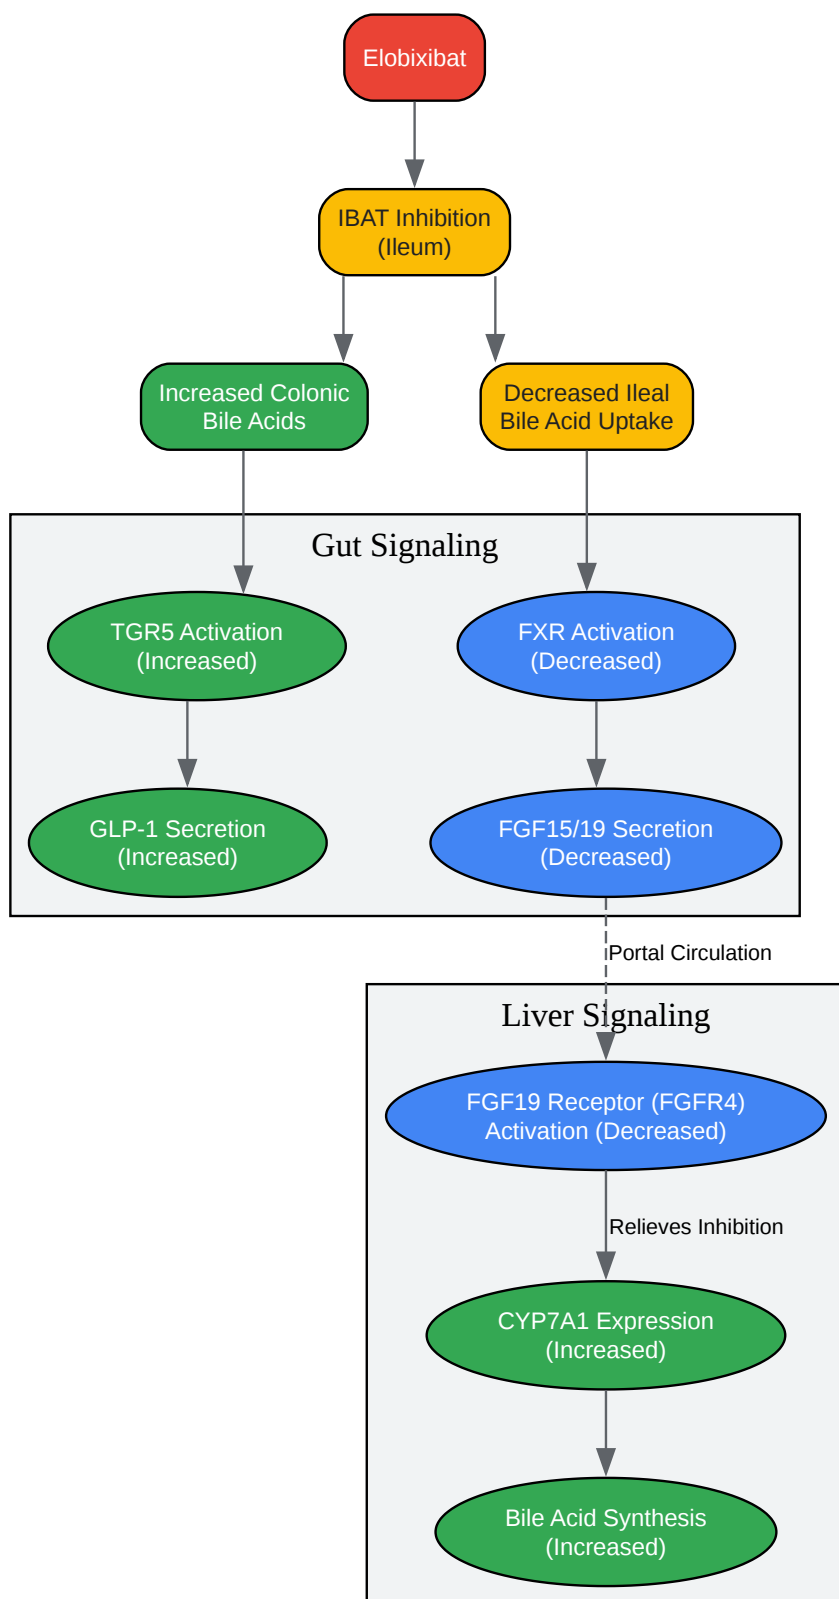 Elobixibat
IBAT Inhibition
(Ileum)
Increased Colonic
Bile Acids
Decreased Ileal
Bile Acid Uptake
Gut Signaling
TGR5 Activation
(Increased)
FXR Activation
(Decreased)
GLP-1 Secretion
(Increased)
FGF15/19 Secretion
(Decreased)
Portal Circulation
Liver Signaling
FGF19 Receptor (FGFR4)
Activation (Decreased)
Relieves Inhibition
CYP7A1 Expression
(Increased)
Bile Acid Synthesis
(Increased)